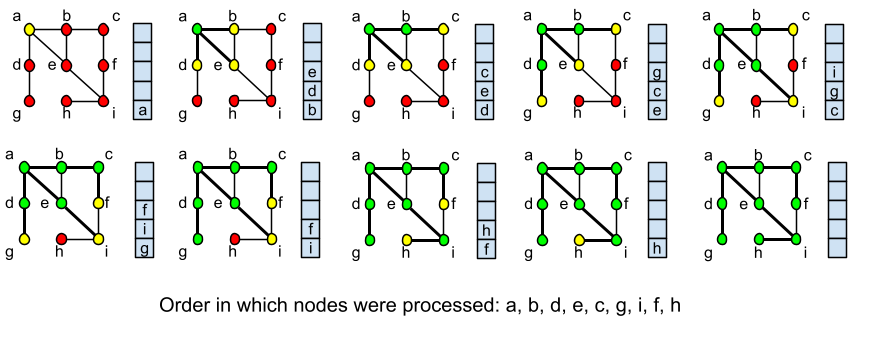 a b c
d e f
g h i
a
a b c
d e f
g h i
e
d
b
a b c
d e f
g h i
c
e
d
a b c
d e f
g h i
g
c
e
a b c
d e f
g h i
i
g
c
a b c
d e f
g h i
f
i
g
a b c
d e f
g h i
f
i
a b c
d e f
g h i
h
f
a b c
d e f
g h i
h
a b c
d e f
g h i
Order in which nodes were processed: a, b, d, e, c, g, i, f, h